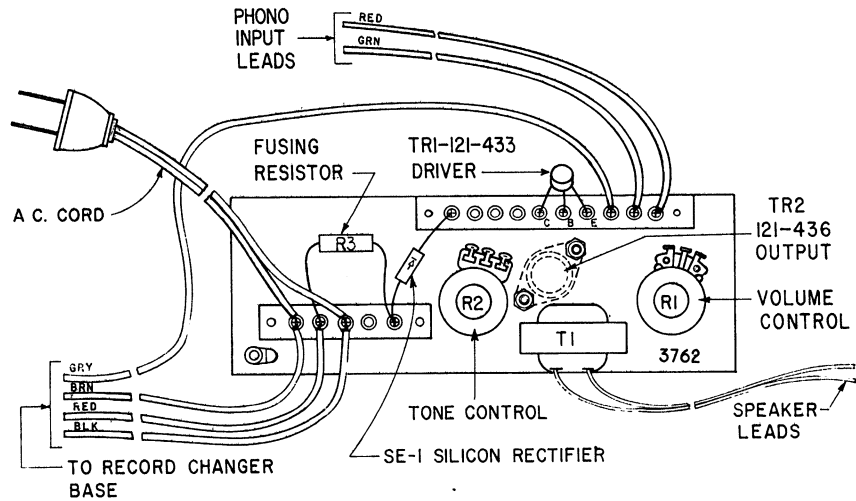 PHONO
INPUT
LEADS
RED
GRN
FUSING
RESISTOR
TR1-121-433
DRIVER
A.C. CORD
TR2
121-436
OUTPUT
C B E
R3
R2
R1
VOLUME
CONTROL
T1
3762
GRY
BRN
RED
BLK
TONE CONTROL
SPEAKER
LEADS
SE-1 SILICON RECTIFIER
TO RECORD CHANGER
BASE